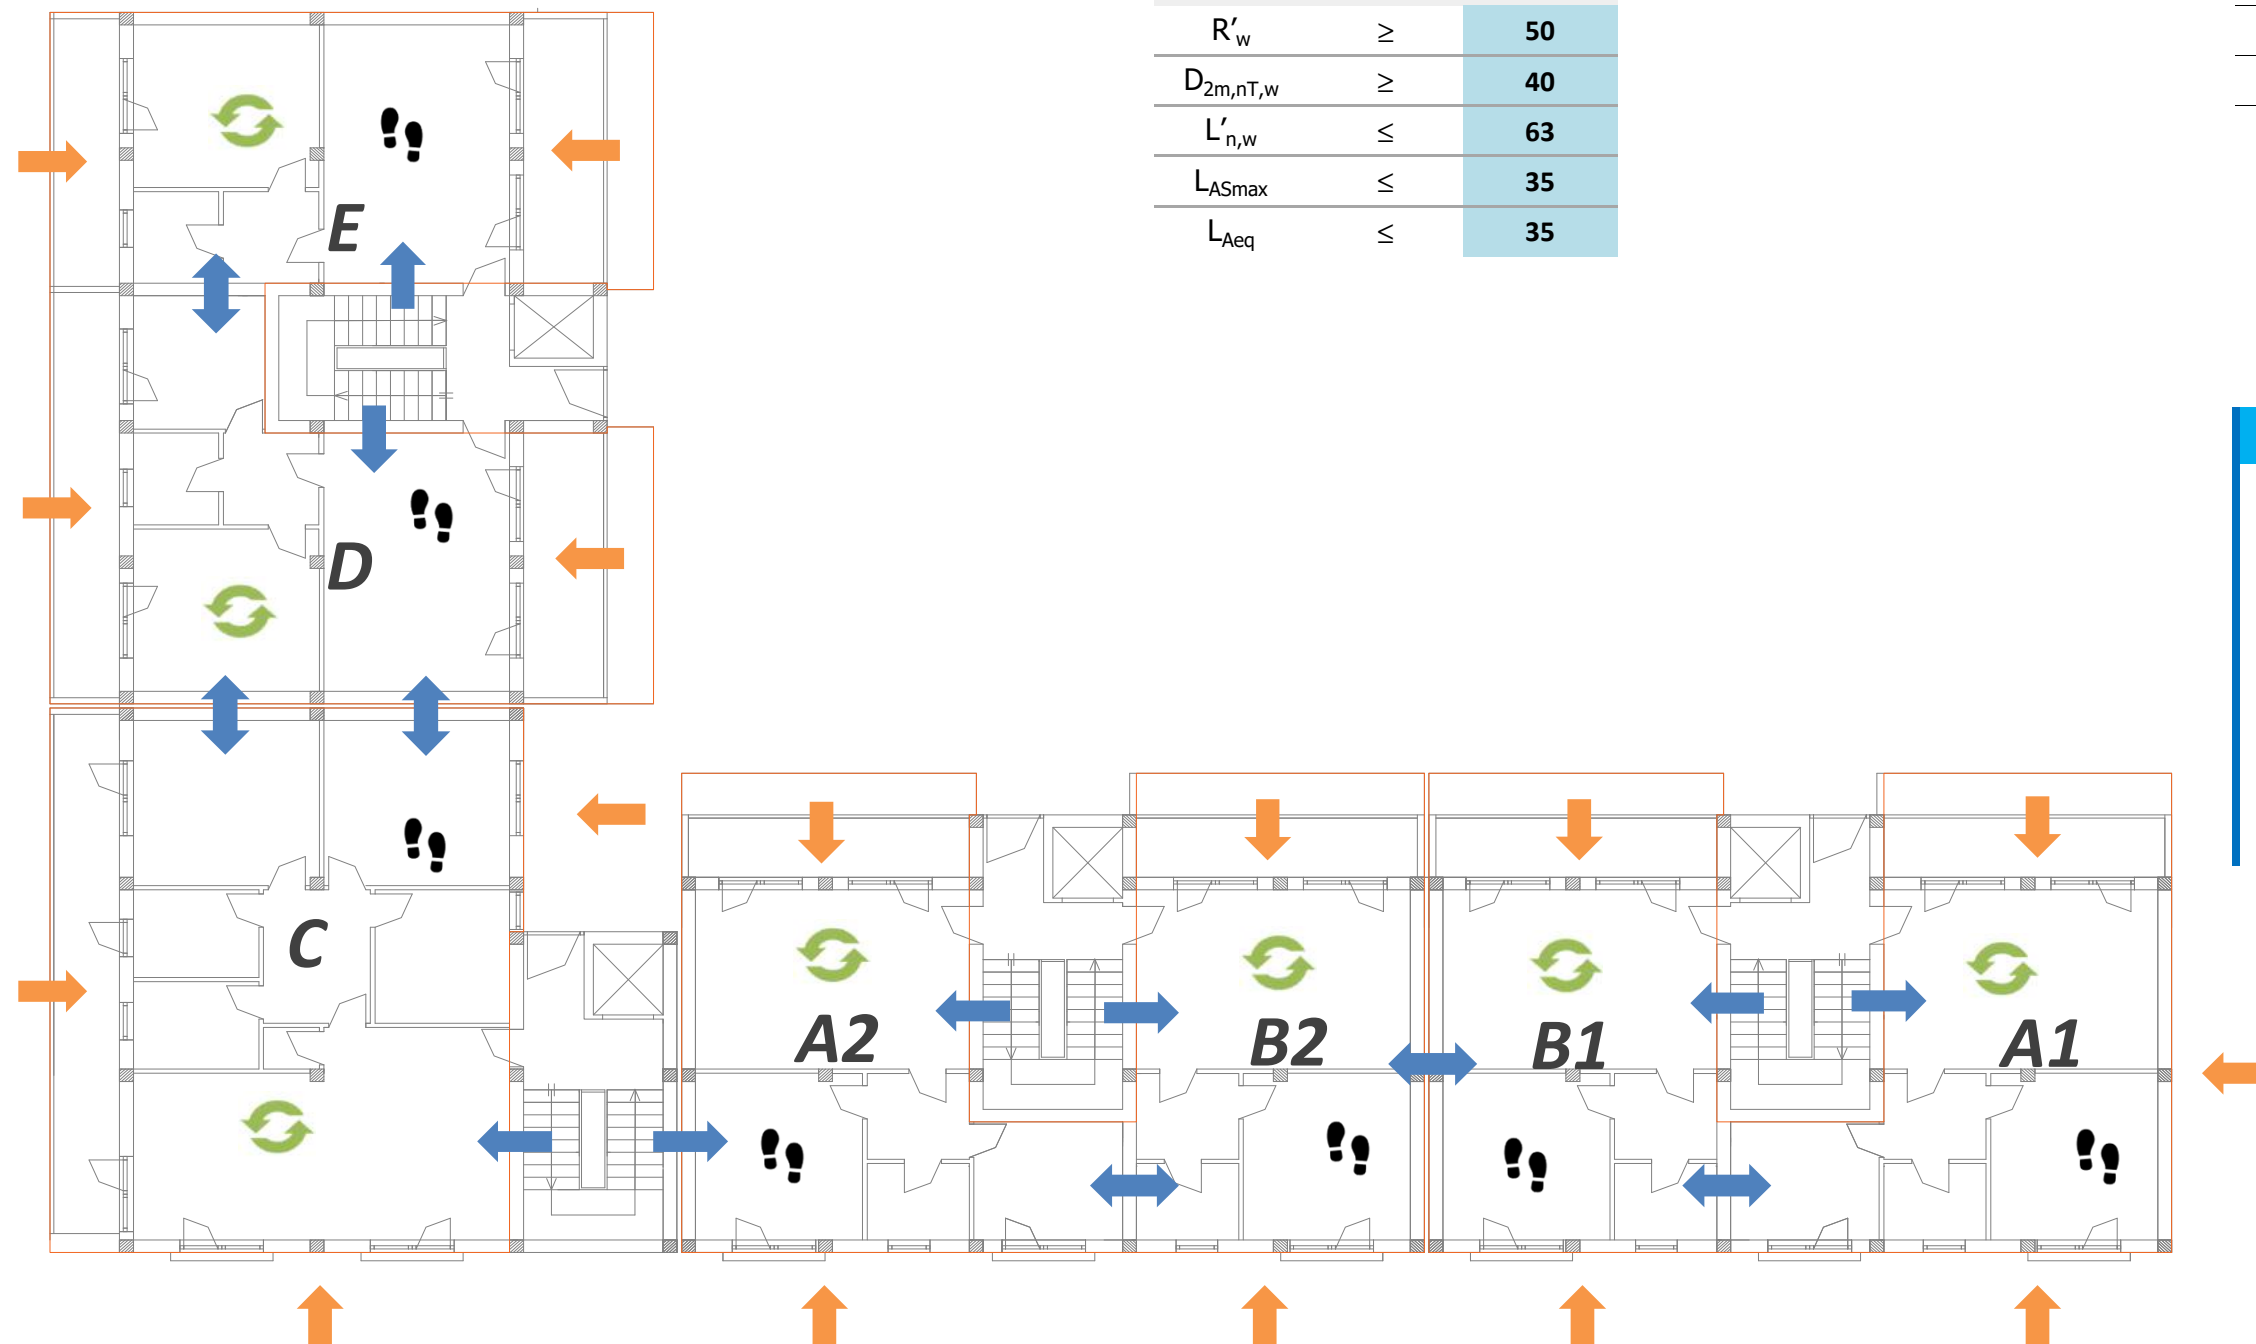 R′w ≥ 50
D2m,nT,w ≥ 40
L′n,w ≤ 63
LASmax ≤ 35
LAeq ≤ 35
E
D
C
A2
B2
B1
A1